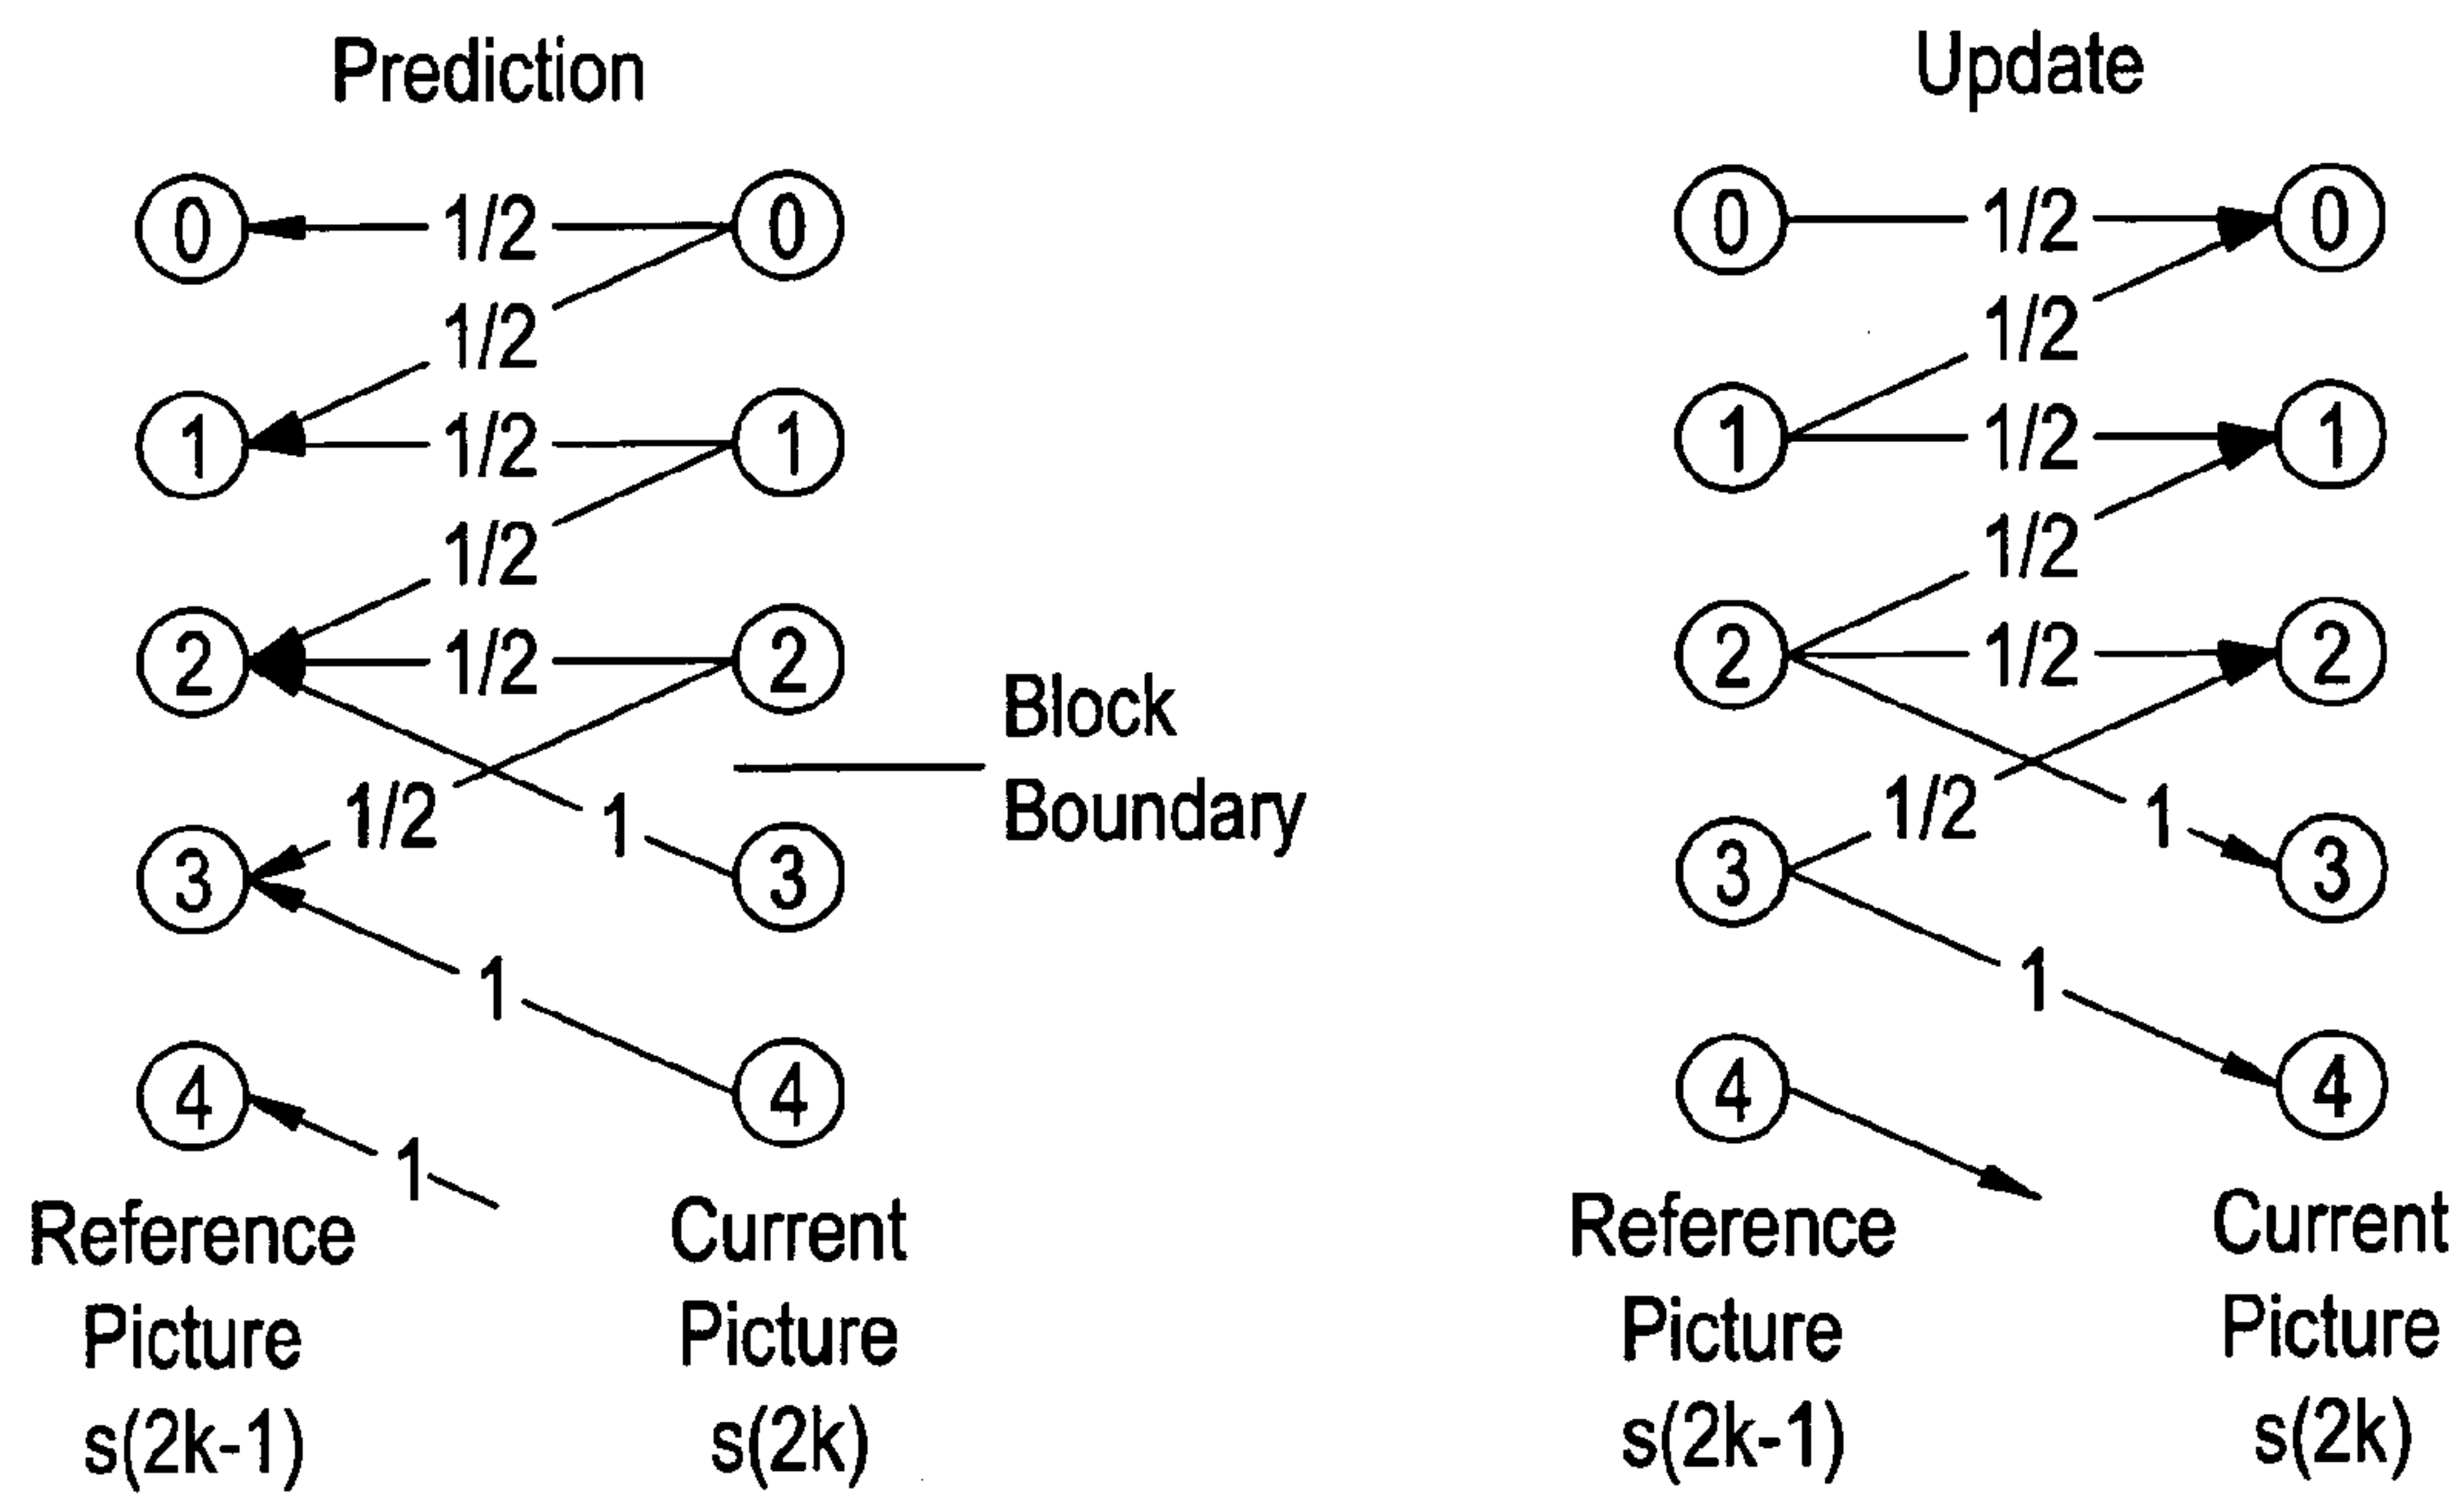 Prediction
0 1/2 0
1/2
1 1/2 1
1/2
2 1/2 2
Block
Boundary
1/2 1
3 3
1
4 4
1
Reference
Picture
s(2k-1)
Current
Picture
s(2k)
Update
0 1/2 0
1/2
1 1/2 1
1/2
2 1/2 2
1/2 1
3 3
1
4 4
Reference
Picture
s(2k-1)
Current
Picture
s(2k)